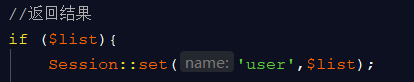 //返回结果
if ($list){
Session::set( name: 'user',$list);